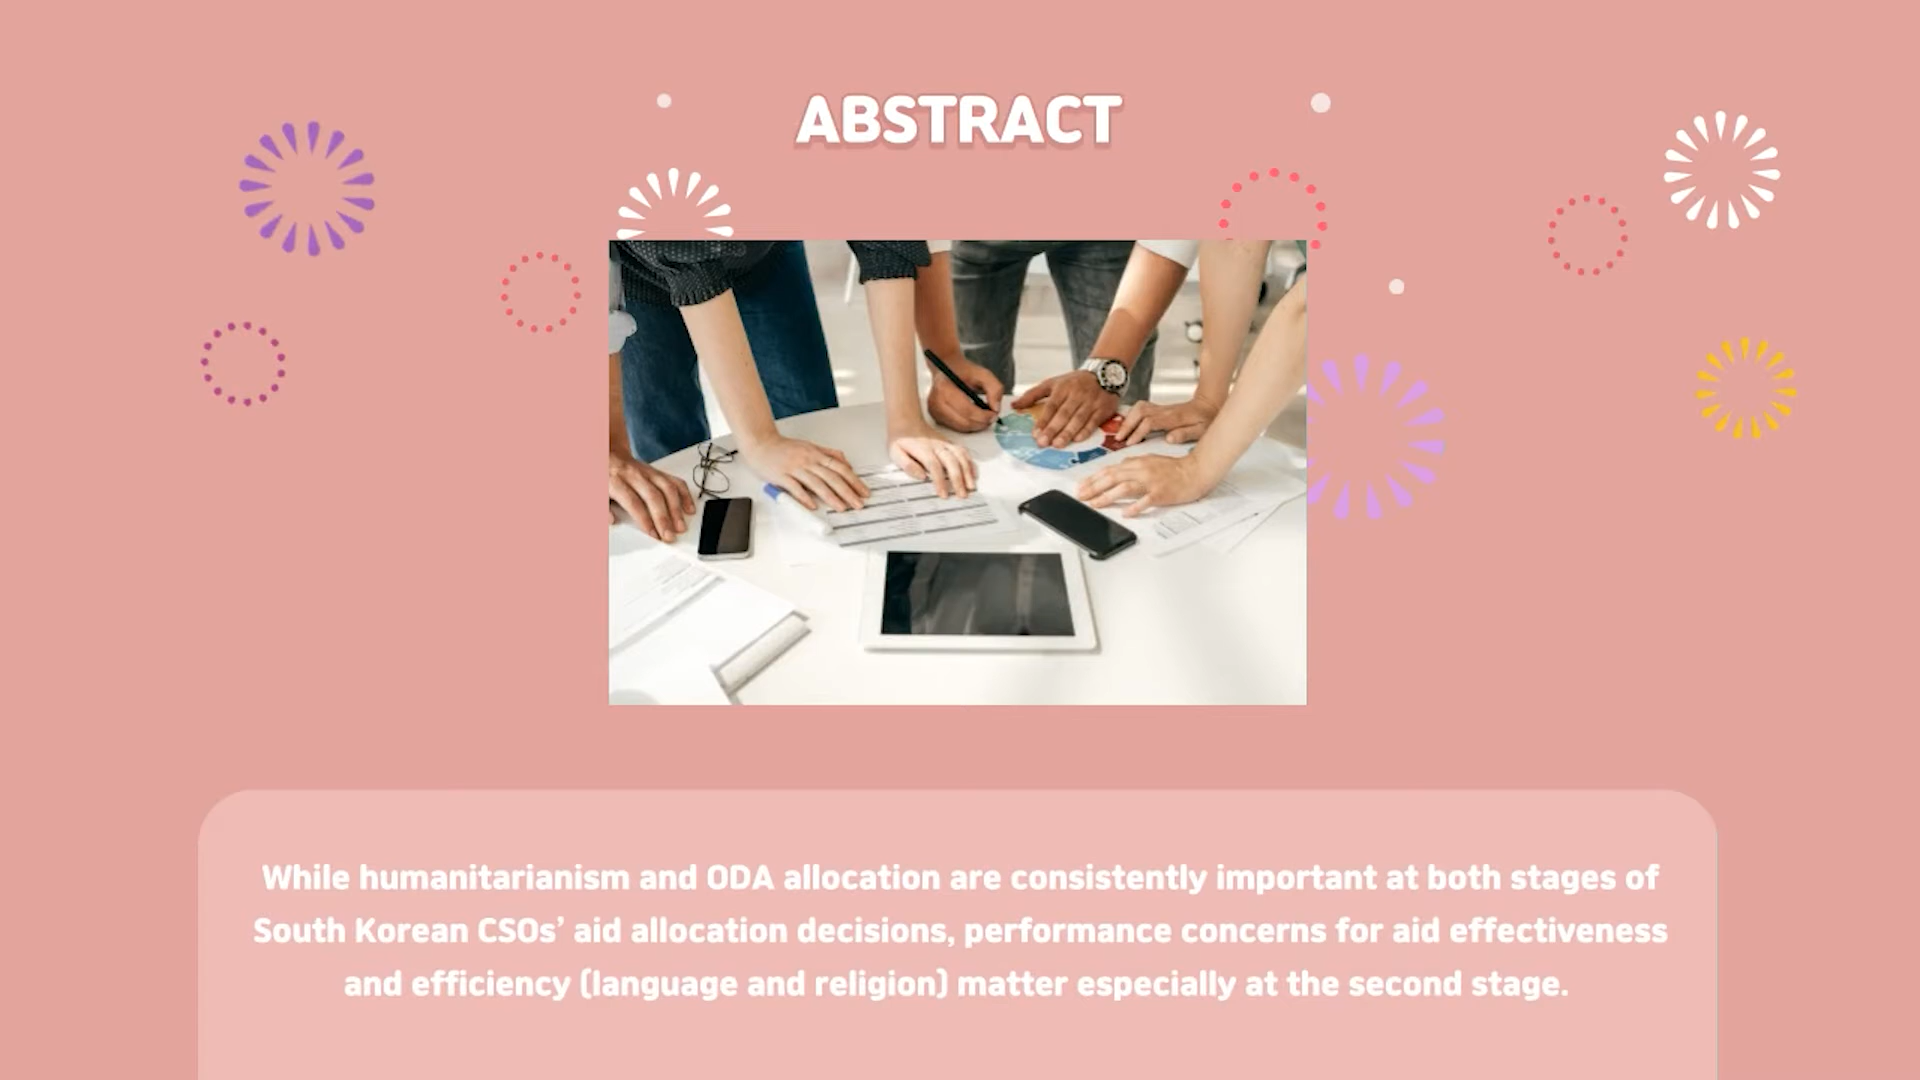 ABSTRACT
While humanitarianism and ODA allocation are consistently important at both stages of
South Korean CSOs’ aid allocation decisions, performance concerns for aid effectiveness
and efficiency (language and religion) matter especially at the second stage.